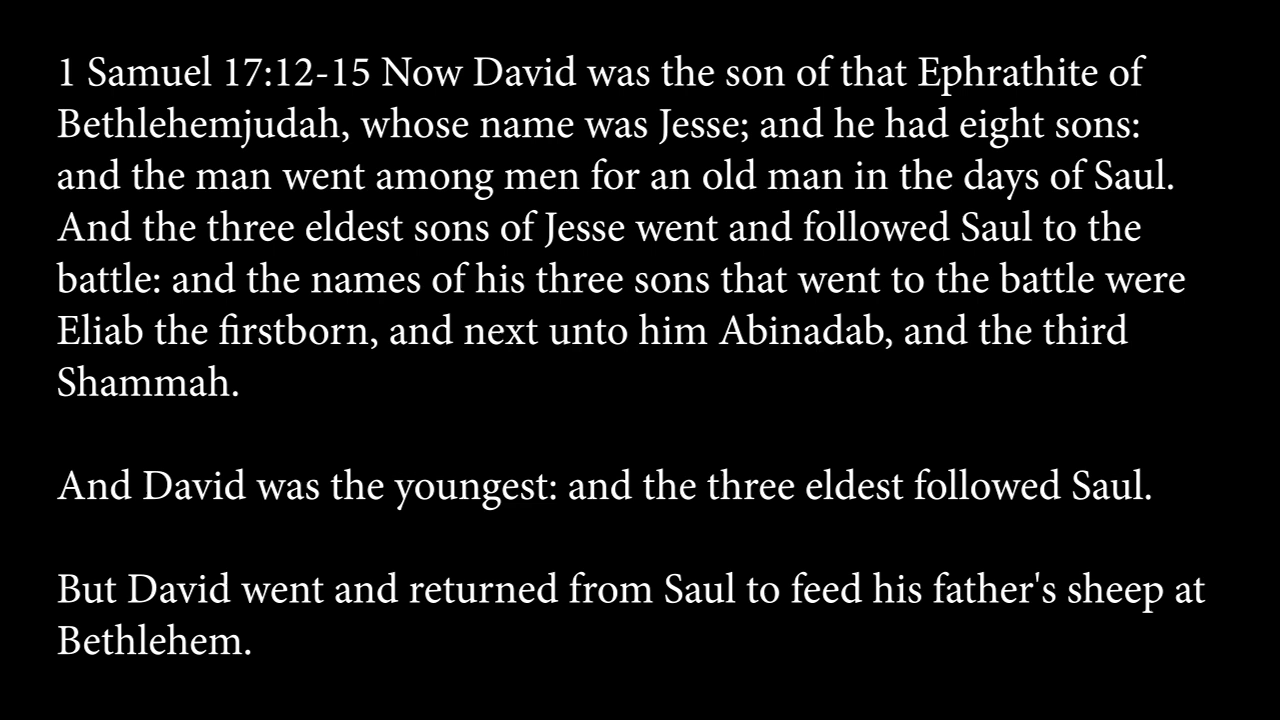 1 Samuel 17:12-15 Now David was the son of that Ephrathite of
Bethlehemjudah, whose name was Jesse; and he had eight sons:
and the man went among men for an old man in the days of Saul.
And the three eldest sons of Jesse went and followed Saul to the
battle: and the names of his three sons that went to the battle were
Eliab the firstborn, and next unto him Abinadab, and the third
Shammah.
And David was the youngest: and the three eldest followed Saul.
But David went and returned from Saul to feed his father's sheep at
Bethlehem.